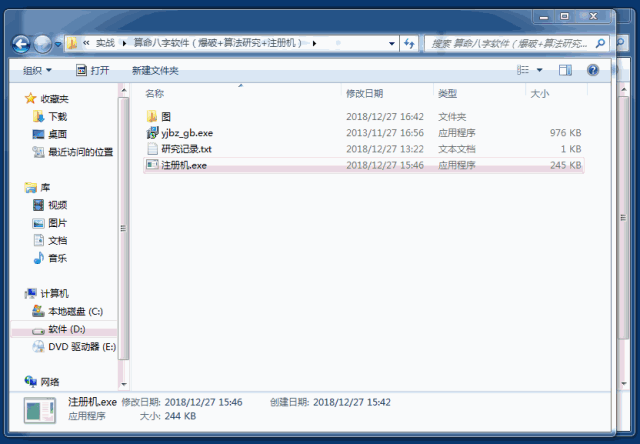 « 实战 ▸ 算命八字软件（爆破+算法研究+注册机） ▸
搜索 算命八字软件（爆破+算法研究...
组织 ▾ 打开 新建文件夹
名称 修改日期 类型 大小
图 2018/12/27 16:42 文件夹
yjbz_gb.exe 2013/11/27 16:56 应用程序 976 KB
研究记录.txt 2018/12/27 13:22 文本文档 1 KB
注册机.exe 2018/12/27 15:46 应用程序 245 KB
收藏夹
下载
桌面
最近访问的位置
库
视频
图片
文档
音乐
计算机
本地磁盘 (C:)
软件 (D:)
DVD 驱动器 (E:)
网络
注册机.exe 修改日期: 2018/12/27 15:46 创建日期: 2018/12/27 15:42
应用程序 大小: 244 KB